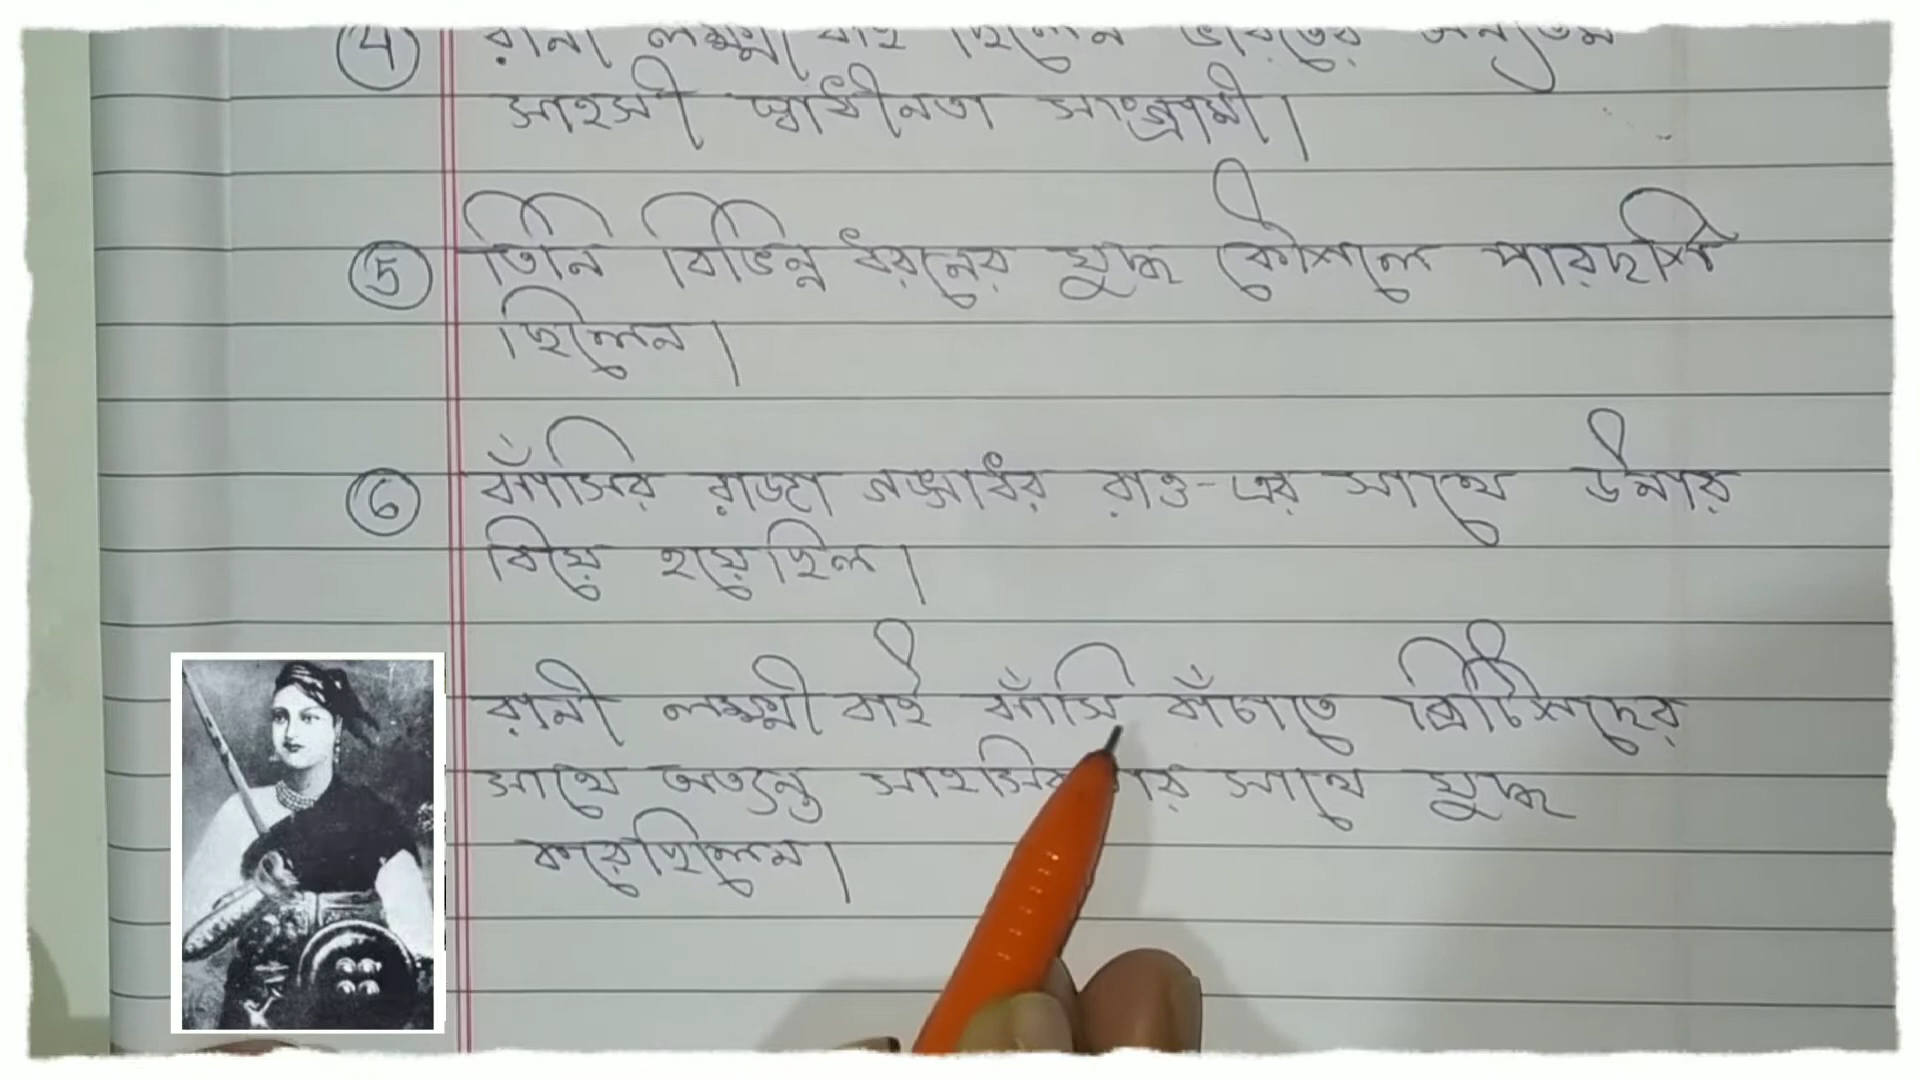 ④ রানী লক্ষ্মী বাই ছিলেন ভারতের অন্যতম
সাহসী স্বাধীনতা সংগ্রামী।
⑤ তিনি বিভিন্ন ধরনের যুদ্ধ কৌশলে পারদর্শি
ছিলেন।
⑥ ঝাঁসির রাজা গঙ্গাধর রাও-এর সাথে উনার
বিয়ে হয়েছিল।
রানী লক্ষ্মী বাই ঝাঁসি বাঁচাতে ব্রিটিশদের
সাথে অত্যন্ত সাহসিকতার সাথে যুদ্ধ
করেছিলেন।